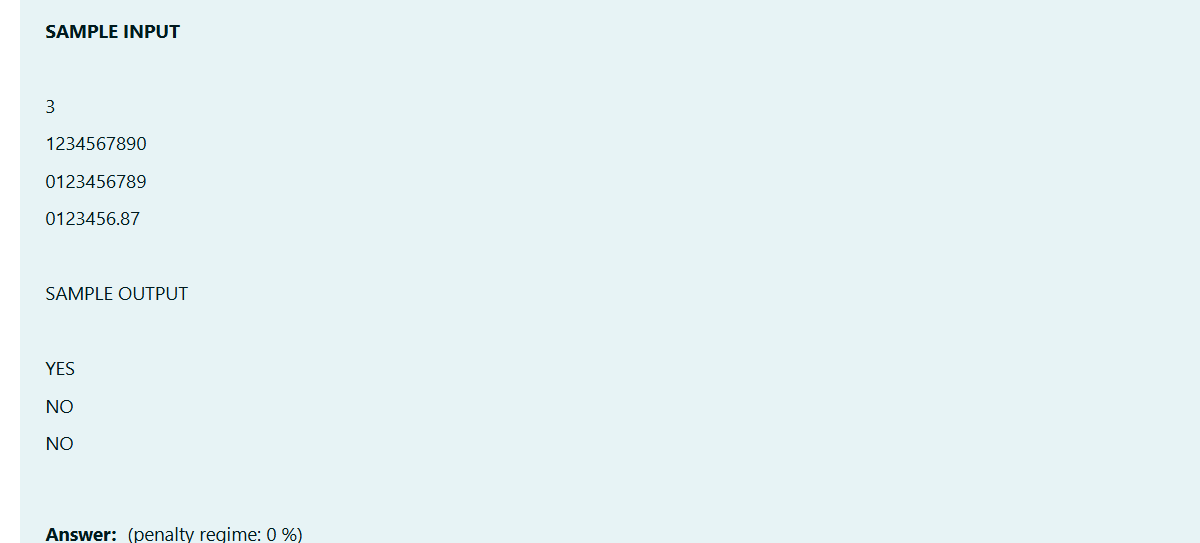 SAMPLE INPUT
3
1234567890
0123456789
0123456.87
SAMPLE OUTPUT
YES
NO
NO
Answer: (penalty regime: 0 %)